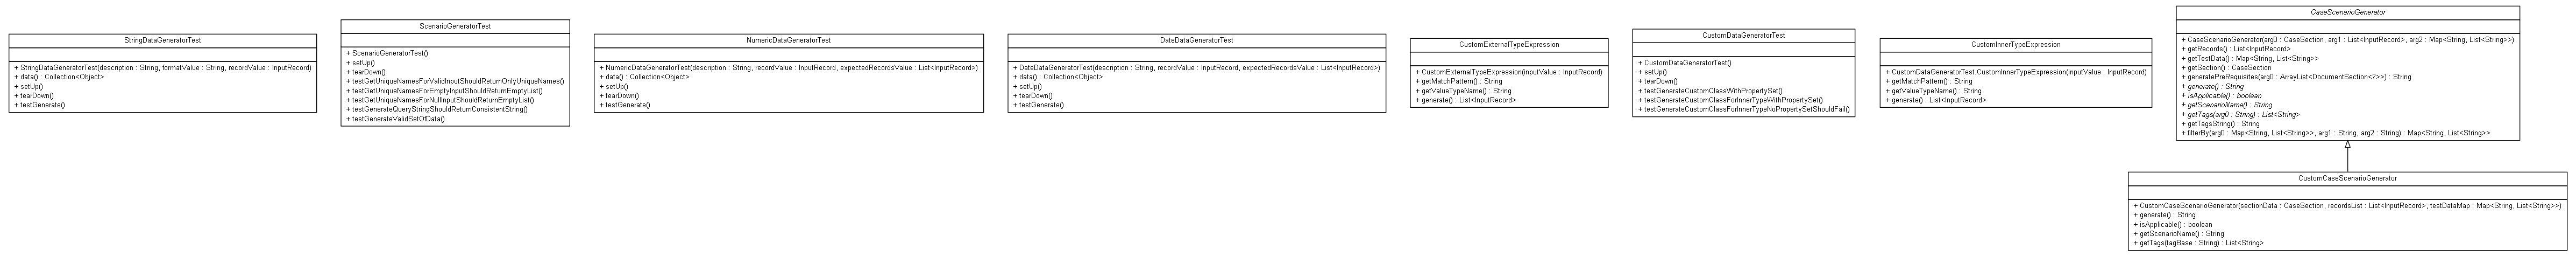 StringDataGeneratorTest
+ StringDataGeneratorTest(description : String, formatValue : String, recordValue : InputRecord)
+ data() : Collection<Object>
+ setUp()
+ tearDown()
+ testGenerate()
ScenarioGeneratorTest
+ ScenarioGeneratorTest()
+ setUp()
+ tearDown()
+ testGetUniqueNamesForValidInputShouldReturnOnlyUniqueNames()
+ testGetUniqueNamesForEmptyInputShouldReturnEmptyList()
+ testGetUniqueNamesForNullInputShouldReturnEmptyList()
+ testGenerateQueryStringShouldReturnConsistentString()
+ testGenerateValidSetOfData()
NumericDataGeneratorTest
+ NumericDataGeneratorTest(description : String, recordValue : InputRecord, expectedRecordsValue : List<InputRecord>)
+ data() : Collection<Object>
+ setUp()
+ tearDown()
+ testGenerate()
DateDataGeneratorTest
+ DateDataGeneratorTest(description : String, recordValue : InputRecord, expectedRecordsValue : List<InputRecord>)
+ data() : Collection<Object>
+ setUp()
+ tearDown()
+ testGenerate()
CustomExternalTypeExpression
+ CustomExternalTypeExpression(inputValue : InputRecord)
+ getMatchPattern() : String
+ getValueTypeName() : String
+ generate() : List<InputRecord>
CustomDataGeneratorTest
+ CustomDataGeneratorTest()
+ setUp()
+ tearDown()
+ testGenerateCustomClassWithPropertySet()
+ testGenerateCustomClassForInnerTypeWithPropertySet()
+ testGenerateCustomClassForInnerTypeNoPropertySetShouldFail()
CustomInnerTypeExpression
+ CustomDataGeneratorTest.CustomInnerTypeExpression(inputValue : InputRecord)
+ getMatchPattern() : String
+ getValueTypeName() : String
+ generate() : List<InputRecord>
CaseScenarioGenerator
+ CaseScenarioGenerator(arg0 : CaseSection, arg1 : List<InputRecord>, arg2 : Map<String, List<String>>)
+ getRecords() : List<InputRecord>
+ getTestData() : Map<String, List<String>>
+ getSection() : CaseSection
+ generatePreRequisites(arg0 : ArrayList<DocumentSection<?>>) : String
+ generate() : String
+ isApplicable() : boolean
+ getScenarioName() : String
+ getTags(arg0 : String) : List<String>
+ getTagsString() : String
+ filterBy(arg0 : Map<String, List<String>>, arg1 : String, arg2 : String) : Map<String, List<String>>
CustomCaseScenarioGenerator
+ CustomCaseScenarioGenerator(sectionData : CaseSection, recordsList : List<InputRecord>, testDataMap : Map<String, List<String>>)
+ generate() : String
+ isApplicable() : boolean
+ getScenarioName() : String
+ getTags(tagBase : String) : List<String>